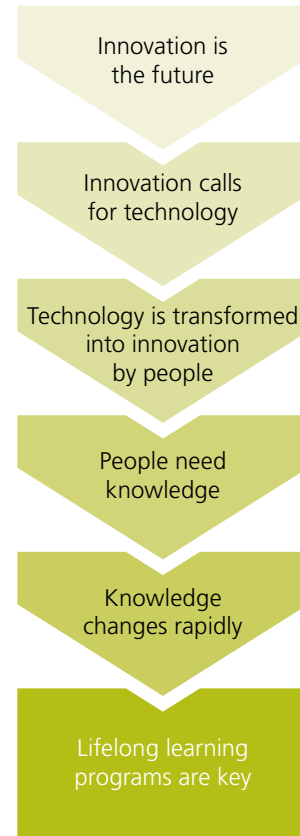 Innovation is
the future
Innovation calls
for technology
Technology is transformed
into innovation
by people
People need
knowledge
Knowledge
changes rapidly
Lifelong learning
programs are key